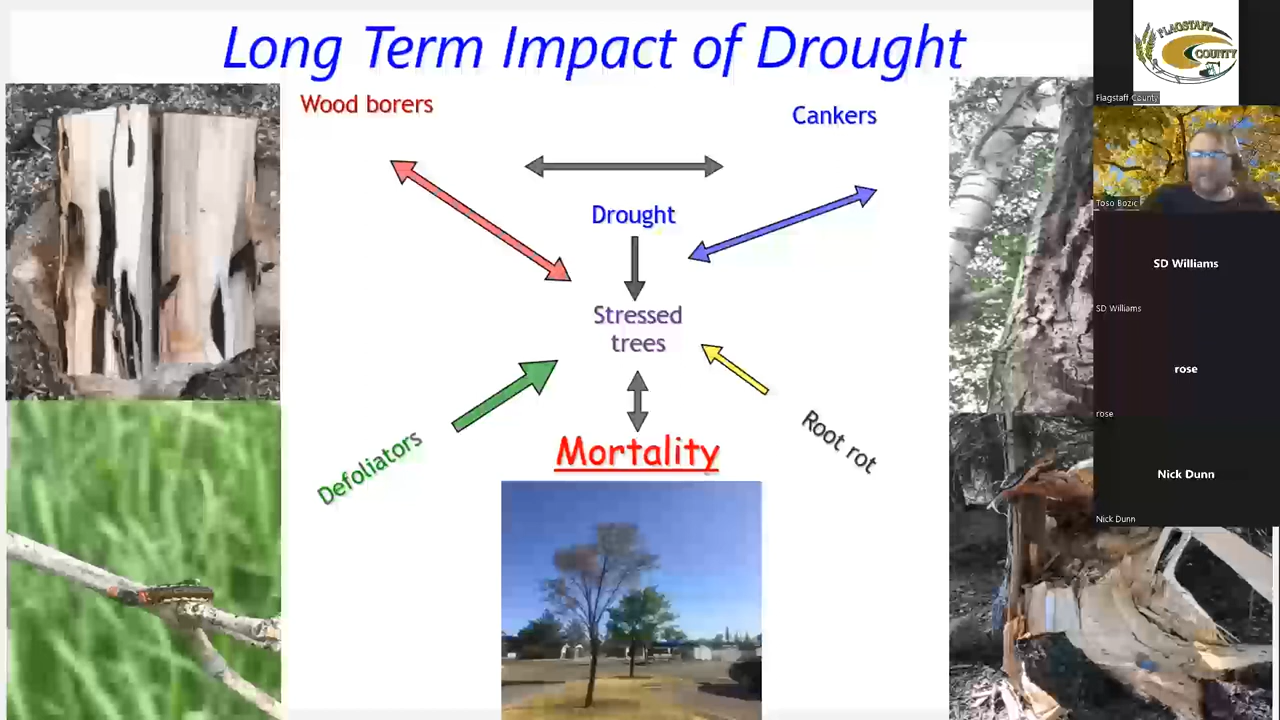 Long Term Impact of Drought
Wood borers
Cankers
Drought
Stressed
trees
Defoliators
Root rot
Mortality
FLAGSTAFF
COUNTY
Flagstaff County
Toso Bozic
SD Williams
SD Williams
rose
rose
Nick Dunn
Nick Dunn